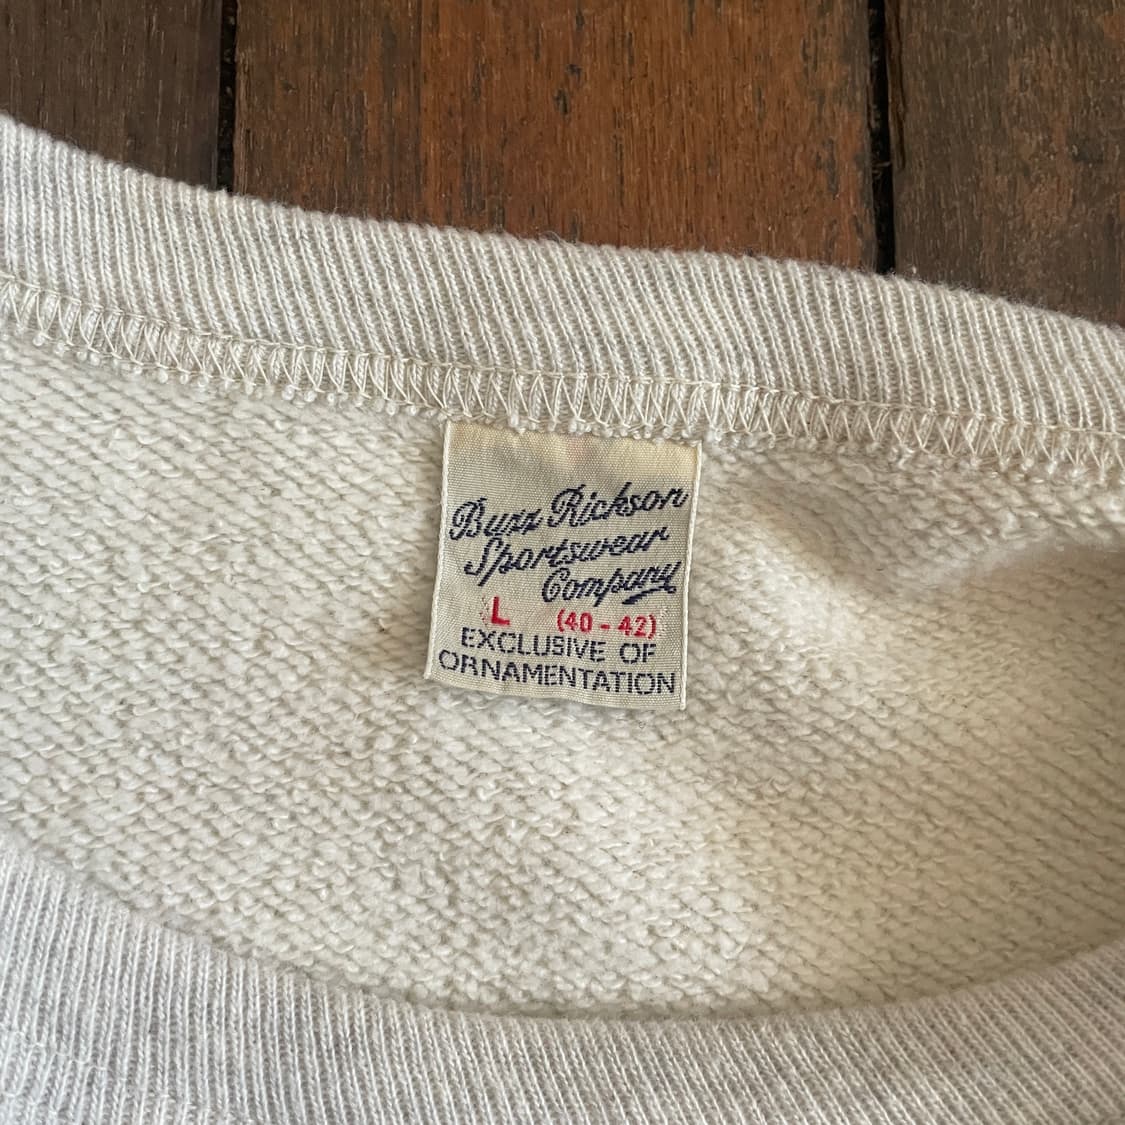 Buzz Rickson
Sportswear
Company
L (40 - 42)
EXCLUSIVE OF
ORNAMENTATION